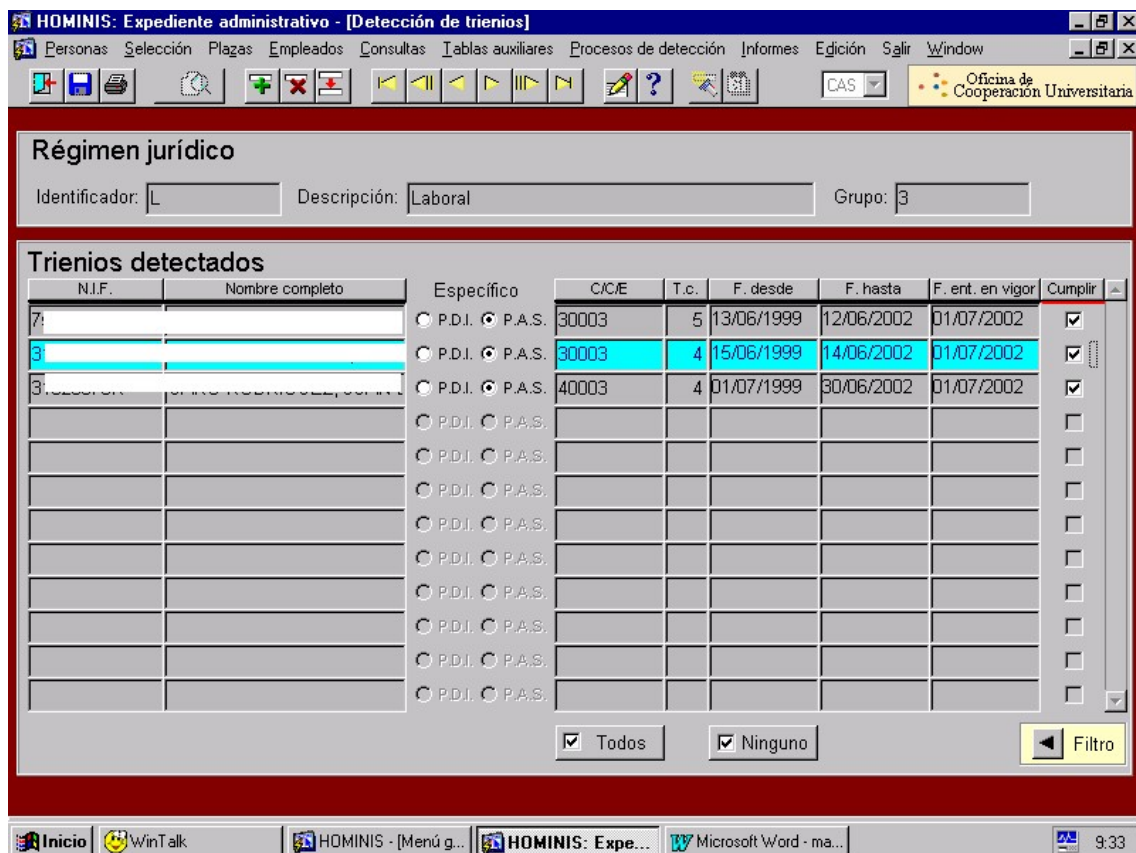 HOMINIS: Expediente administrativo - [Detección de trienios]
Personas Selección Plazas Empleados Consultas Tablas auxiliares Procesos de detección Informes Edición Salir Window
CAS
Oficina de
Cooperación Universitaria
Régimen jurídico
Identificador: L Descripción: Laboral Grupo: 3
Trienios detectados
N.I.F. Nombre completo Específico C/C/E T.c. F. desde F. hasta F. ent. en vigor Cumplir
P.D.I. P.A.S. 30003 5 13/06/1999 12/06/2002 01/07/2002
P.D.I. P.A.S. 30003 4 15/06/1999 14/06/2002 01/07/2002
P.D.I. P.A.S. 40003 4 01/07/1999 30/06/2002 01/07/2002
P.D.I. P.A.S.
P.D.I. P.A.S.
P.D.I. P.A.S.
P.D.I. P.A.S.
P.D.I. P.A.S.
P.D.I. P.A.S.
P.D.I. P.A.S.
P.D.I. P.A.S.
P.D.I. P.A.S.
Todos Ninguno Filtro
Inicio WinTalk HOMINIS - [Menú g... HOMINIS: Expe... Microsoft Word - ma... 9:33